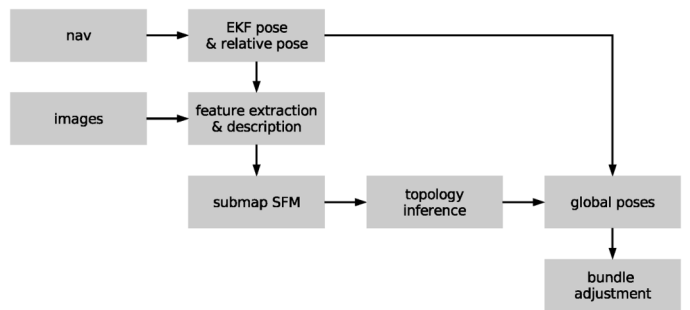 nav
EKF pose
& relative pose
images
feature extraction
& description
submap SFM
topology
inference
global poses
bundle
adjustment